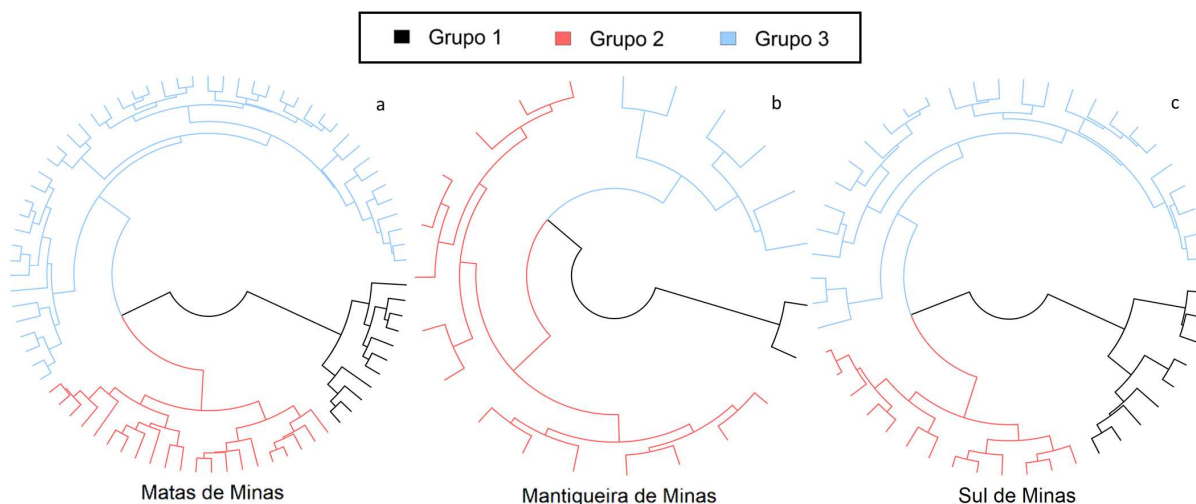 Grupo 1 Grupo 2 Grupo 3
a b c
Matas de Minas Mantiqueira de Minas Sul de Minas